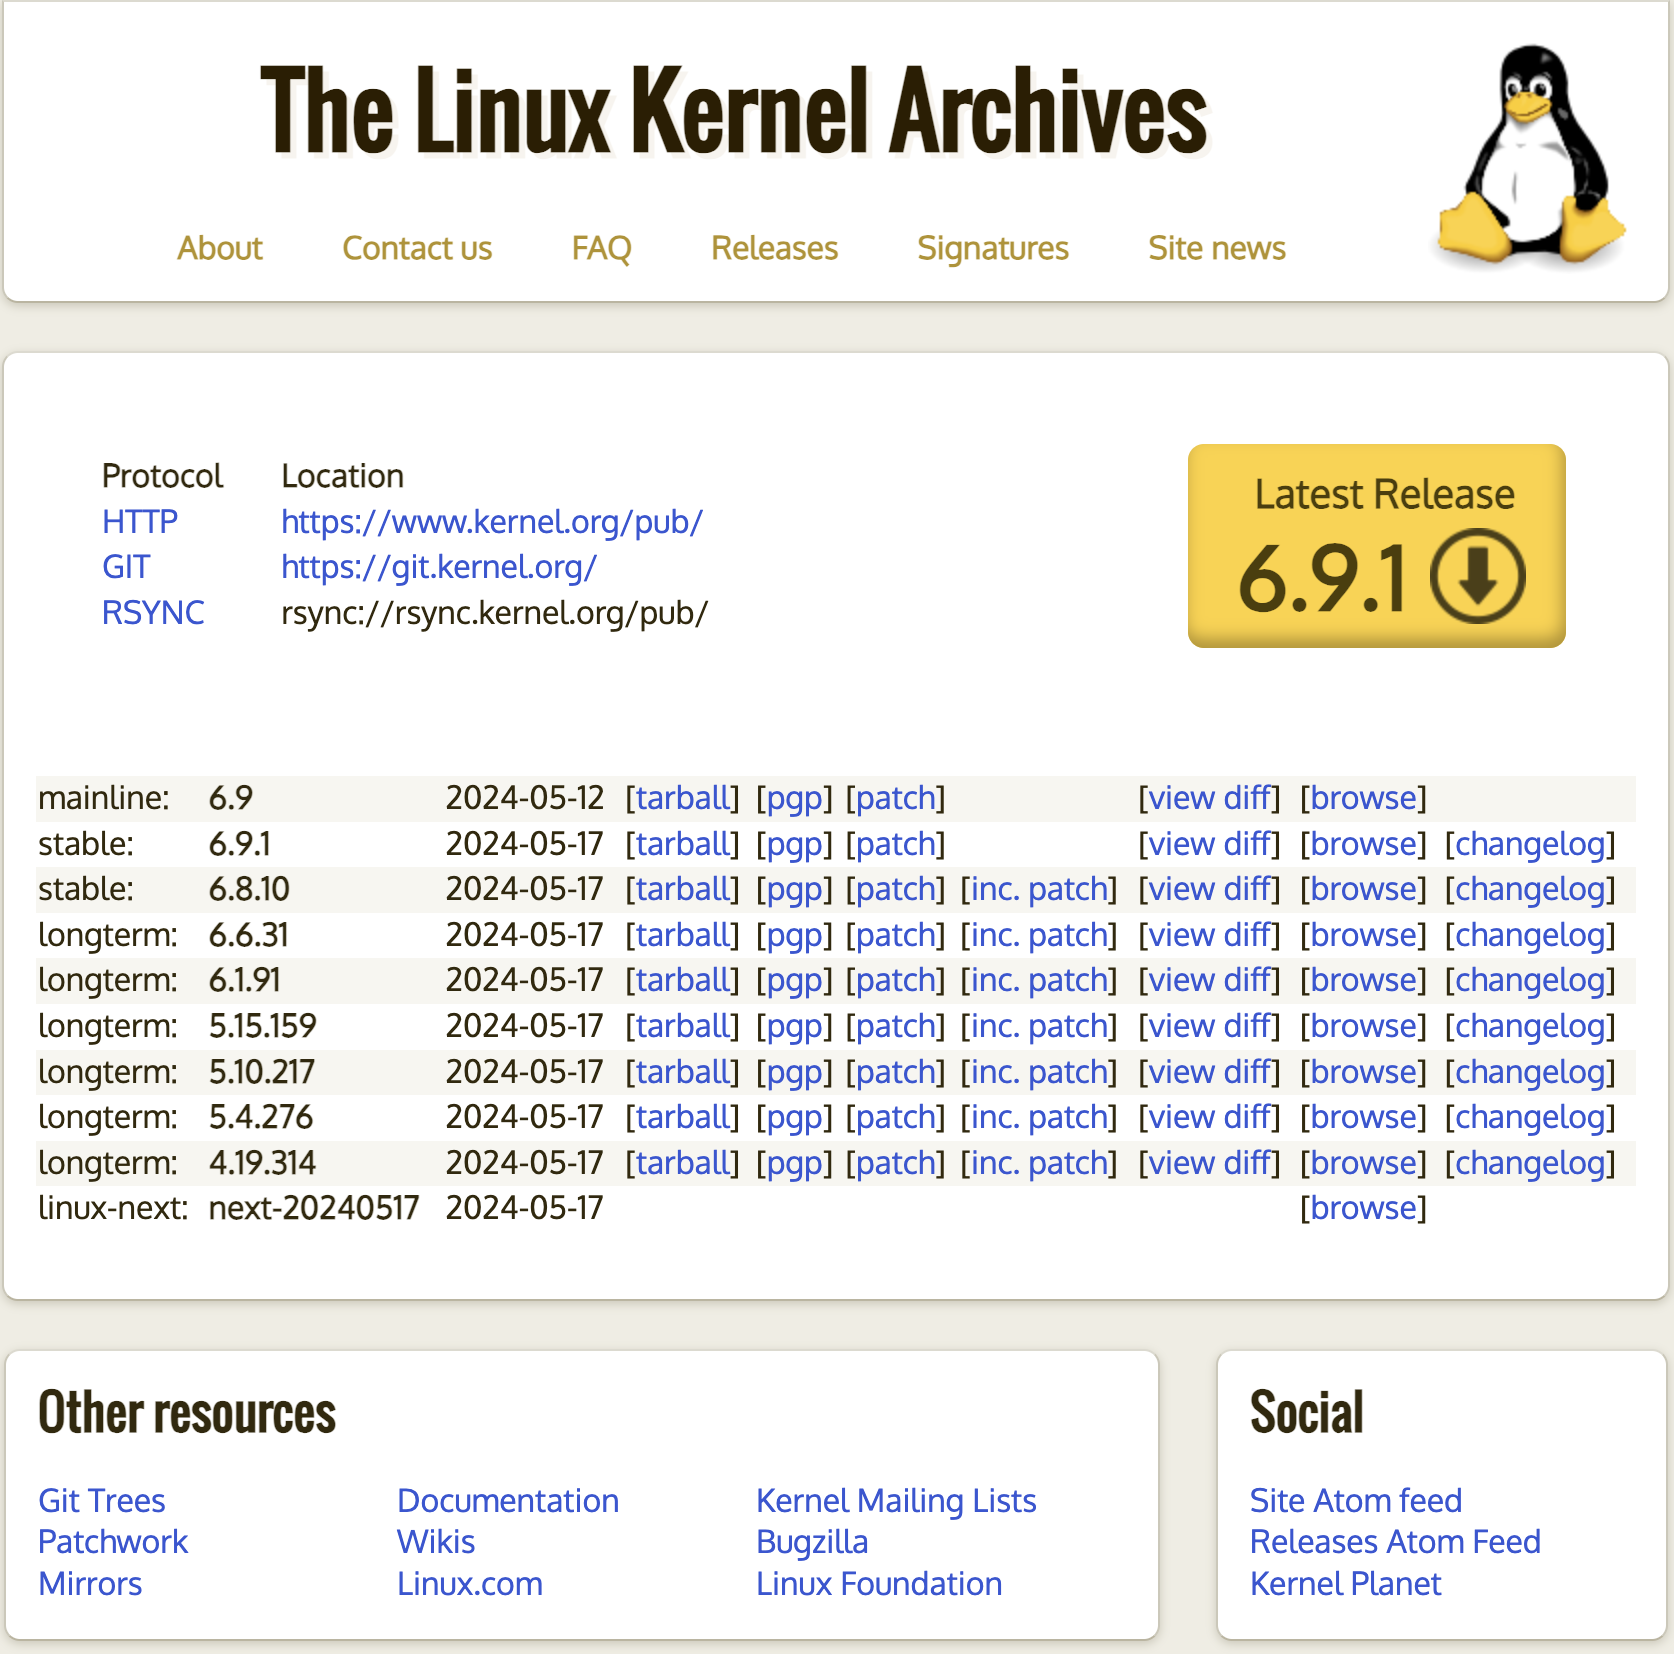 The Linux Kernel Archives
About Contact us FAQ Releases Signatures Site news
Protocol Location
HTTP https://www.kernel.org/pub/
GIT https://git.kernel.org/
RSYNC rsync://rsync.kernel.org/pub/
Latest Release
6.9.1
mainline: 6.9 2024-05-12 [tarball] [pgp] [patch] [view diff] [browse]
stable: 6.9.1 2024-05-17 [tarball] [pgp] [patch] [view diff] [browse] [changelog]
stable: 6.8.10 2024-05-17 [tarball] [pgp] [patch] [inc. patch] [view diff] [browse] [changelog]
longterm: 6.6.31 2024-05-17 [tarball] [pgp] [patch] [inc. patch] [view diff] [browse] [changelog]
longterm: 6.1.91 2024-05-17 [tarball] [pgp] [patch] [inc. patch] [view diff] [browse] [changelog]
longterm: 5.15.159 2024-05-17 [tarball] [pgp] [patch] [inc. patch] [view diff] [browse] [changelog]
longterm: 5.10.217 2024-05-17 [tarball] [pgp] [patch] [inc. patch] [view diff] [browse] [changelog]
longterm: 5.4.276 2024-05-17 [tarball] [pgp] [patch] [inc. patch] [view diff] [browse] [changelog]
longterm: 4.19.314 2024-05-17 [tarball] [pgp] [patch] [inc. patch] [view diff] [browse] [changelog]
linux-next: next-20240517 2024-05-17 [browse]
Other resources
Git Trees Documentation Kernel Mailing Lists
Patchwork Wikis Bugzilla
Mirrors Linux.com Linux Foundation
Social
Site Atom feed
Releases Atom Feed
Kernel Planet